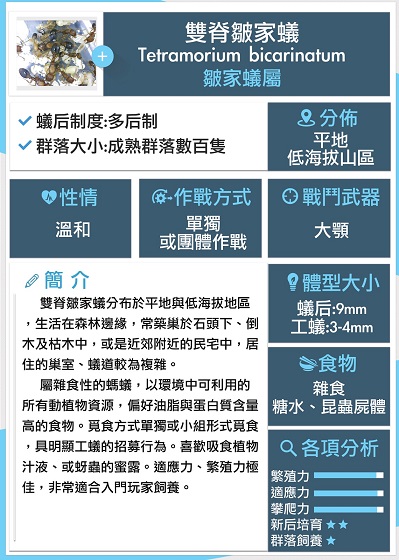 雙脊皺家蟻
Tetramorium bicarinatum
皺家蟻屬
蟻后制度:多后制
群落大小:成熟群落數百隻
分佈
平地
低海拔山區
性情
溫和
作戰方式
單獨
或團體作戰
戰鬥武器
大顎
簡 介
雙脊皺家蟻分布於平地與低海拔地區
，生活在森林邊緣，常築巢於石頭下、倒
木及枯木中，或是近郊附近的民宅中，居
住的巢室、蟻道較為複雜。
屬雜食性的螞蟻，以環境中可利用的
所有動植物資源，偏好油脂與蛋白質含量
高的食物。覓食方式單獨或小組形式覓食
，具明顯工蟻的招募行為。喜歡吸食植物
汁液、或蚜蟲的蜜露。適應力、繁殖力極
佳，非常適合入門玩家飼養。
體型大小
蟻后:9mm
工蟻:3-4mm
食物
雜食
糖水、昆蟲屍體
各項分析
繁殖力
適應力
攀爬力
新后培育 ★★
群落飼養 ★